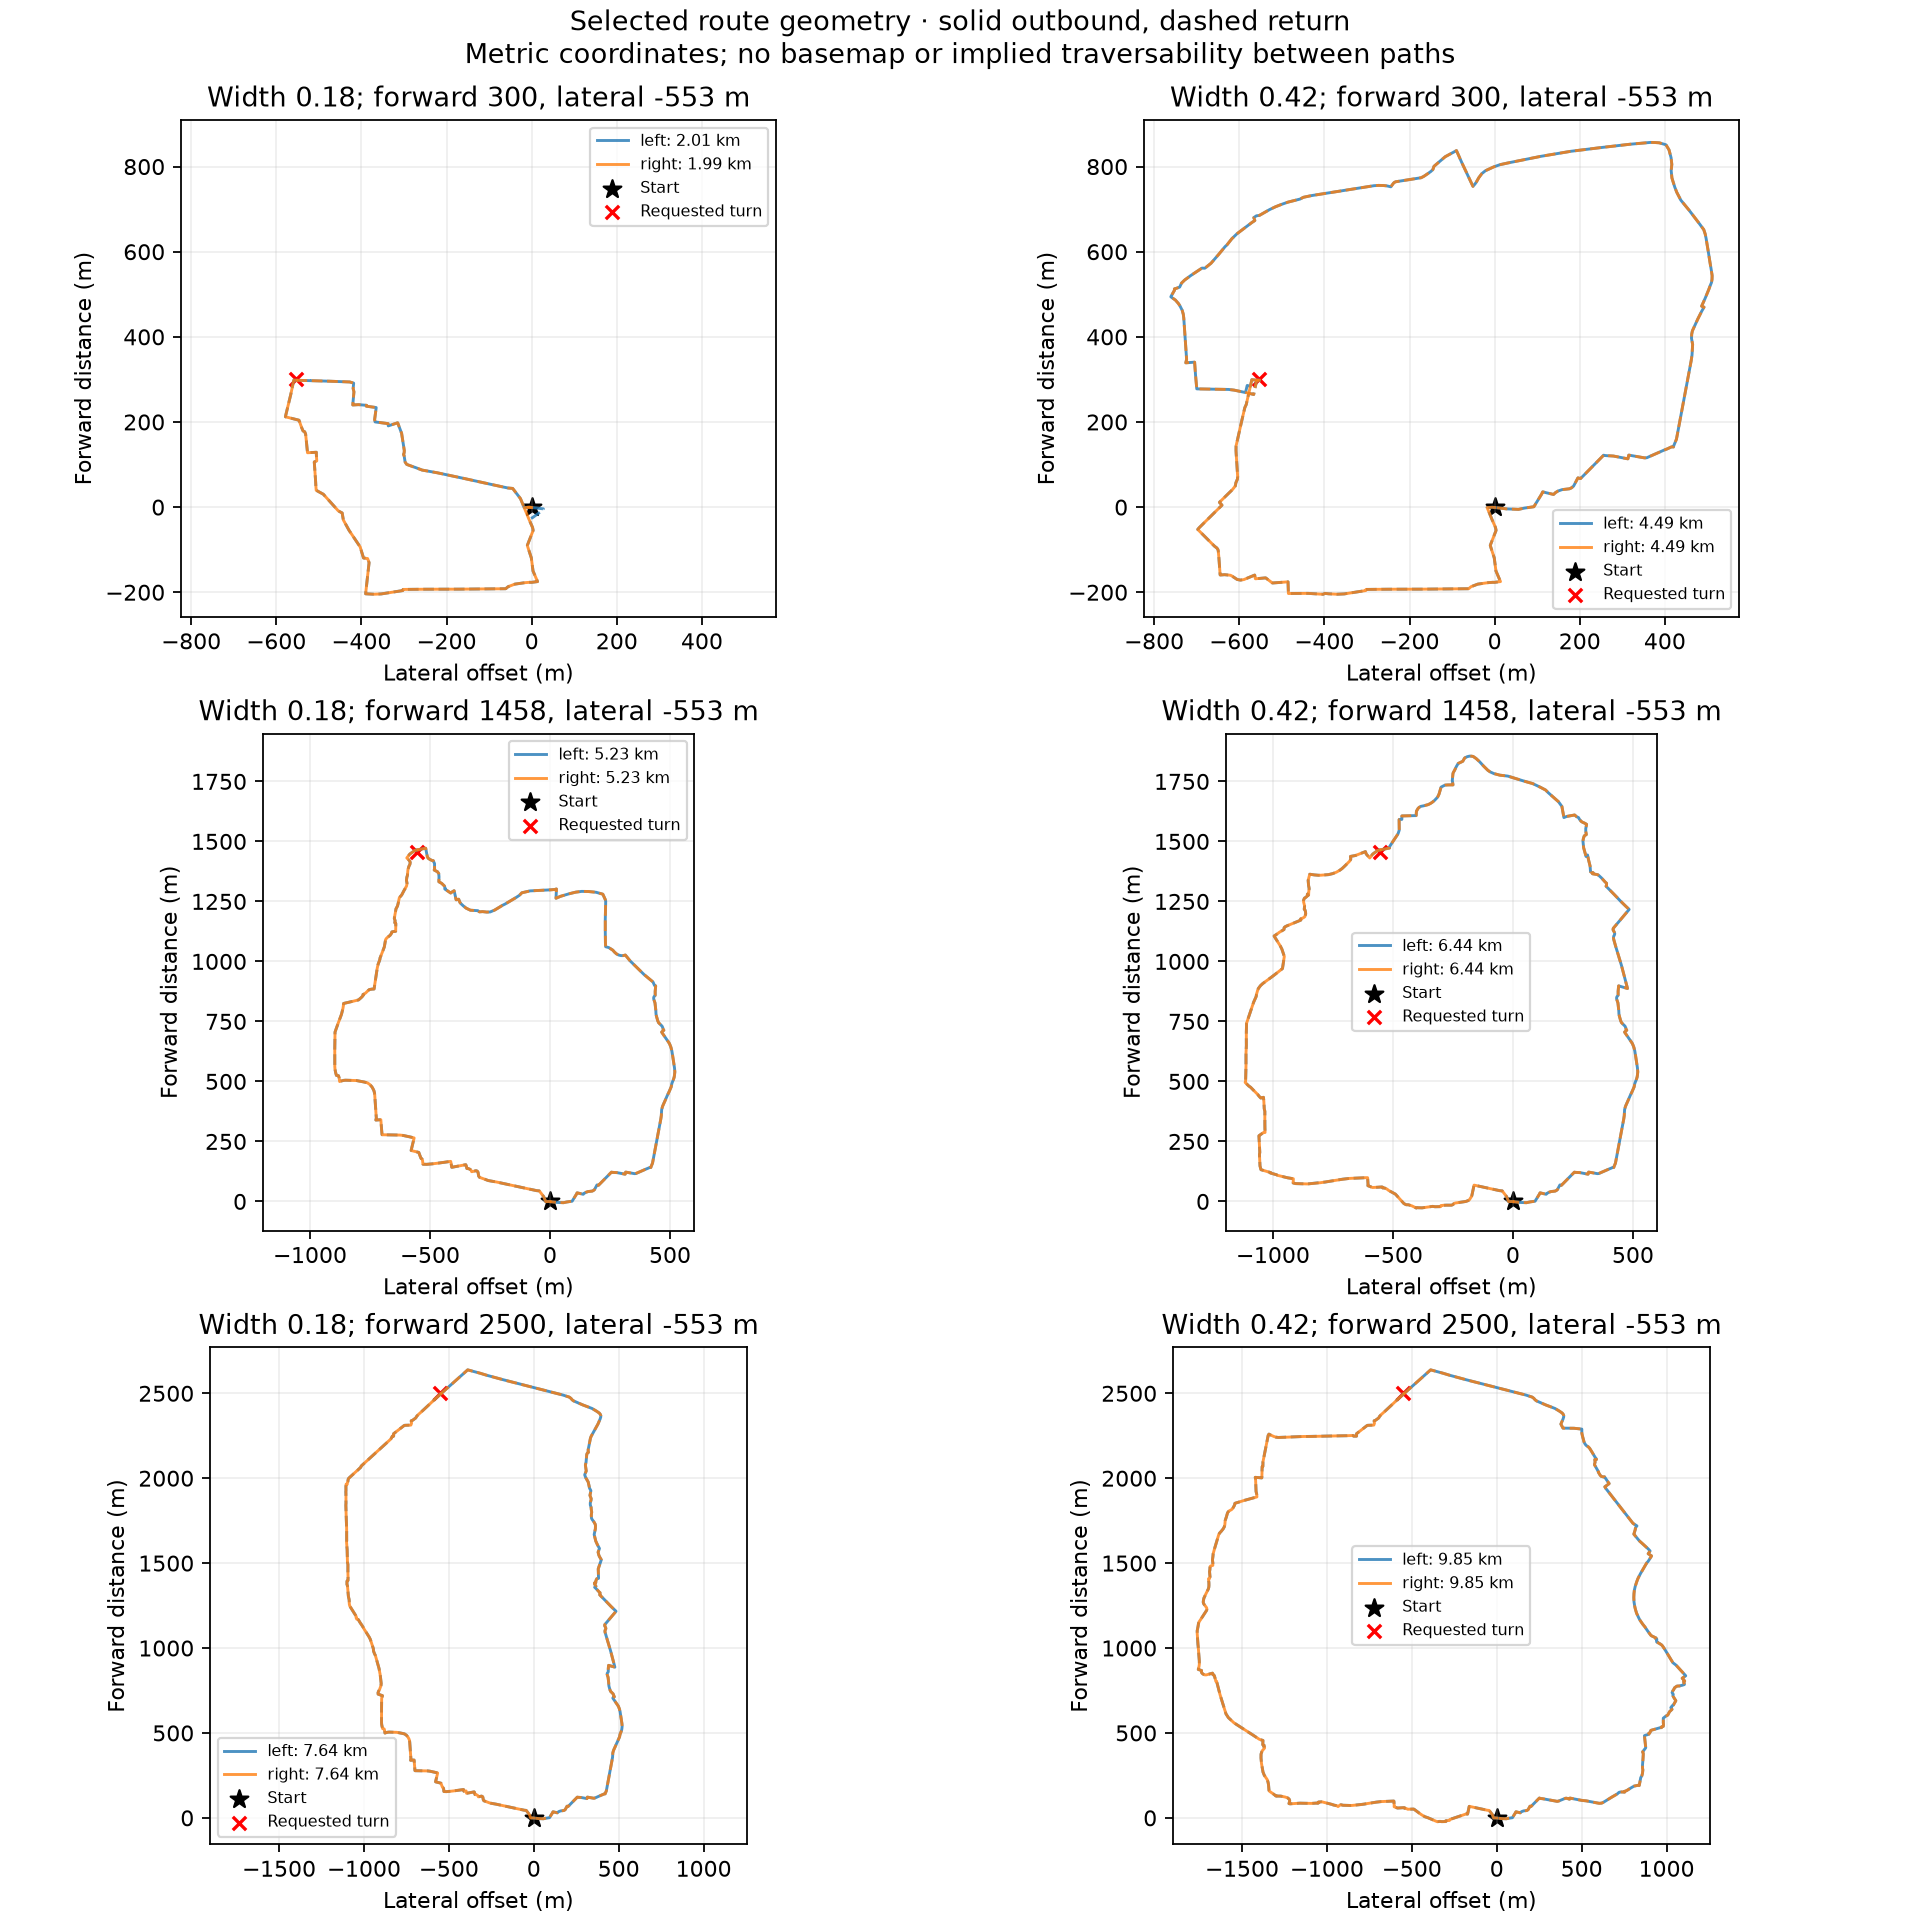 Selected route geometry · solid outbound, dashed return
Metric coordinates; no basemap or implied traversability between paths
Width 0.18; forward 300, lateral -553 m
left: 2.01 km
right: 1.99 km
Start
Requested turn
800
600
400
200
0
−200
−800 −600 −400 −200 0 200 400
Forward distance (m)
Lateral offset (m)
Width 0.42; forward 300, lateral -553 m
800
600
400
200
0
−200
left: 4.49 km
right: 4.49 km
Start
Requested turn
−800 −600 −400 −200 0 200 400
Forward distance (m)
Lateral offset (m)
Width 0.18; forward 1458, lateral -553 m
left: 5.23 km
right: 5.23 km
Start
Requested turn
1750
1500
1250
1000
750
500
250
0
−1000 −500 0 500
Forward distance (m)
Lateral offset (m)
Width 0.42; forward 1458, lateral -553 m
1750
1500
1250
1000
750
500
250
0
left: 6.44 km
right: 6.44 km
Start
Requested turn
−1000 −500 0 500
Forward distance (m)
Lateral offset (m)
Width 0.18; forward 2500, lateral -553 m
2500
2000
1500
1000
500
0
left: 7.64 km
right: 7.64 km
Start
Requested turn
−1500 −1000 −500 0 500 1000
Forward distance (m)
Lateral offset (m)
Width 0.42; forward 2500, lateral -553 m
2500
2000
1500
1000
500
0
left: 9.85 km
right: 9.85 km
Start
Requested turn
−1500 −1000 −500 0 500 1000
Forward distance (m)
Lateral offset (m)